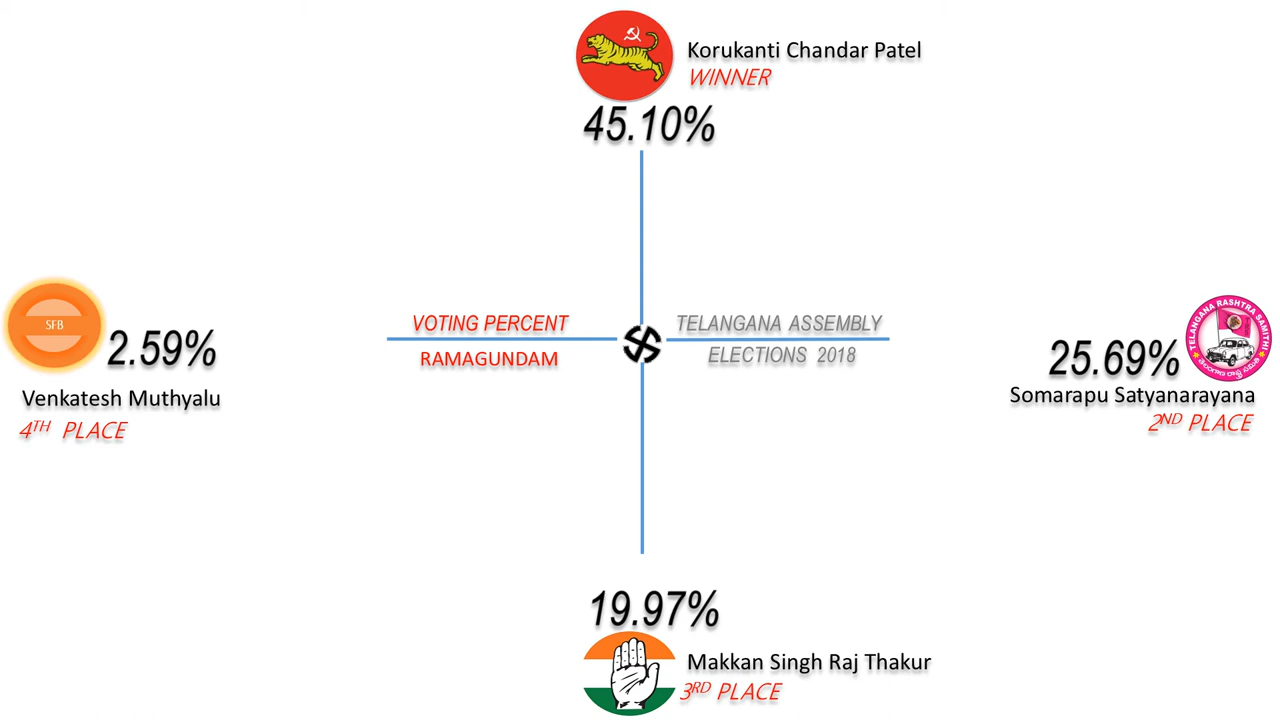 Korukanti Chandar Patel
WINNER
45.10%
SFB
2.59%
Venkatesh Muthyalu
4TH PLACE
VOTING PERCENT
RAMAGUNDAM
TELANGANA ASSEMBLY
ELECTIONS 2018
25.69%
TELANGANA RASHTRA SAMITHI
తెలంగాణ రాష్ట్ర సమితి
Somarapu Satyanarayana
2ND PLACE
19.97%
Makkan Singh Raj Thakur
3RD PLACE